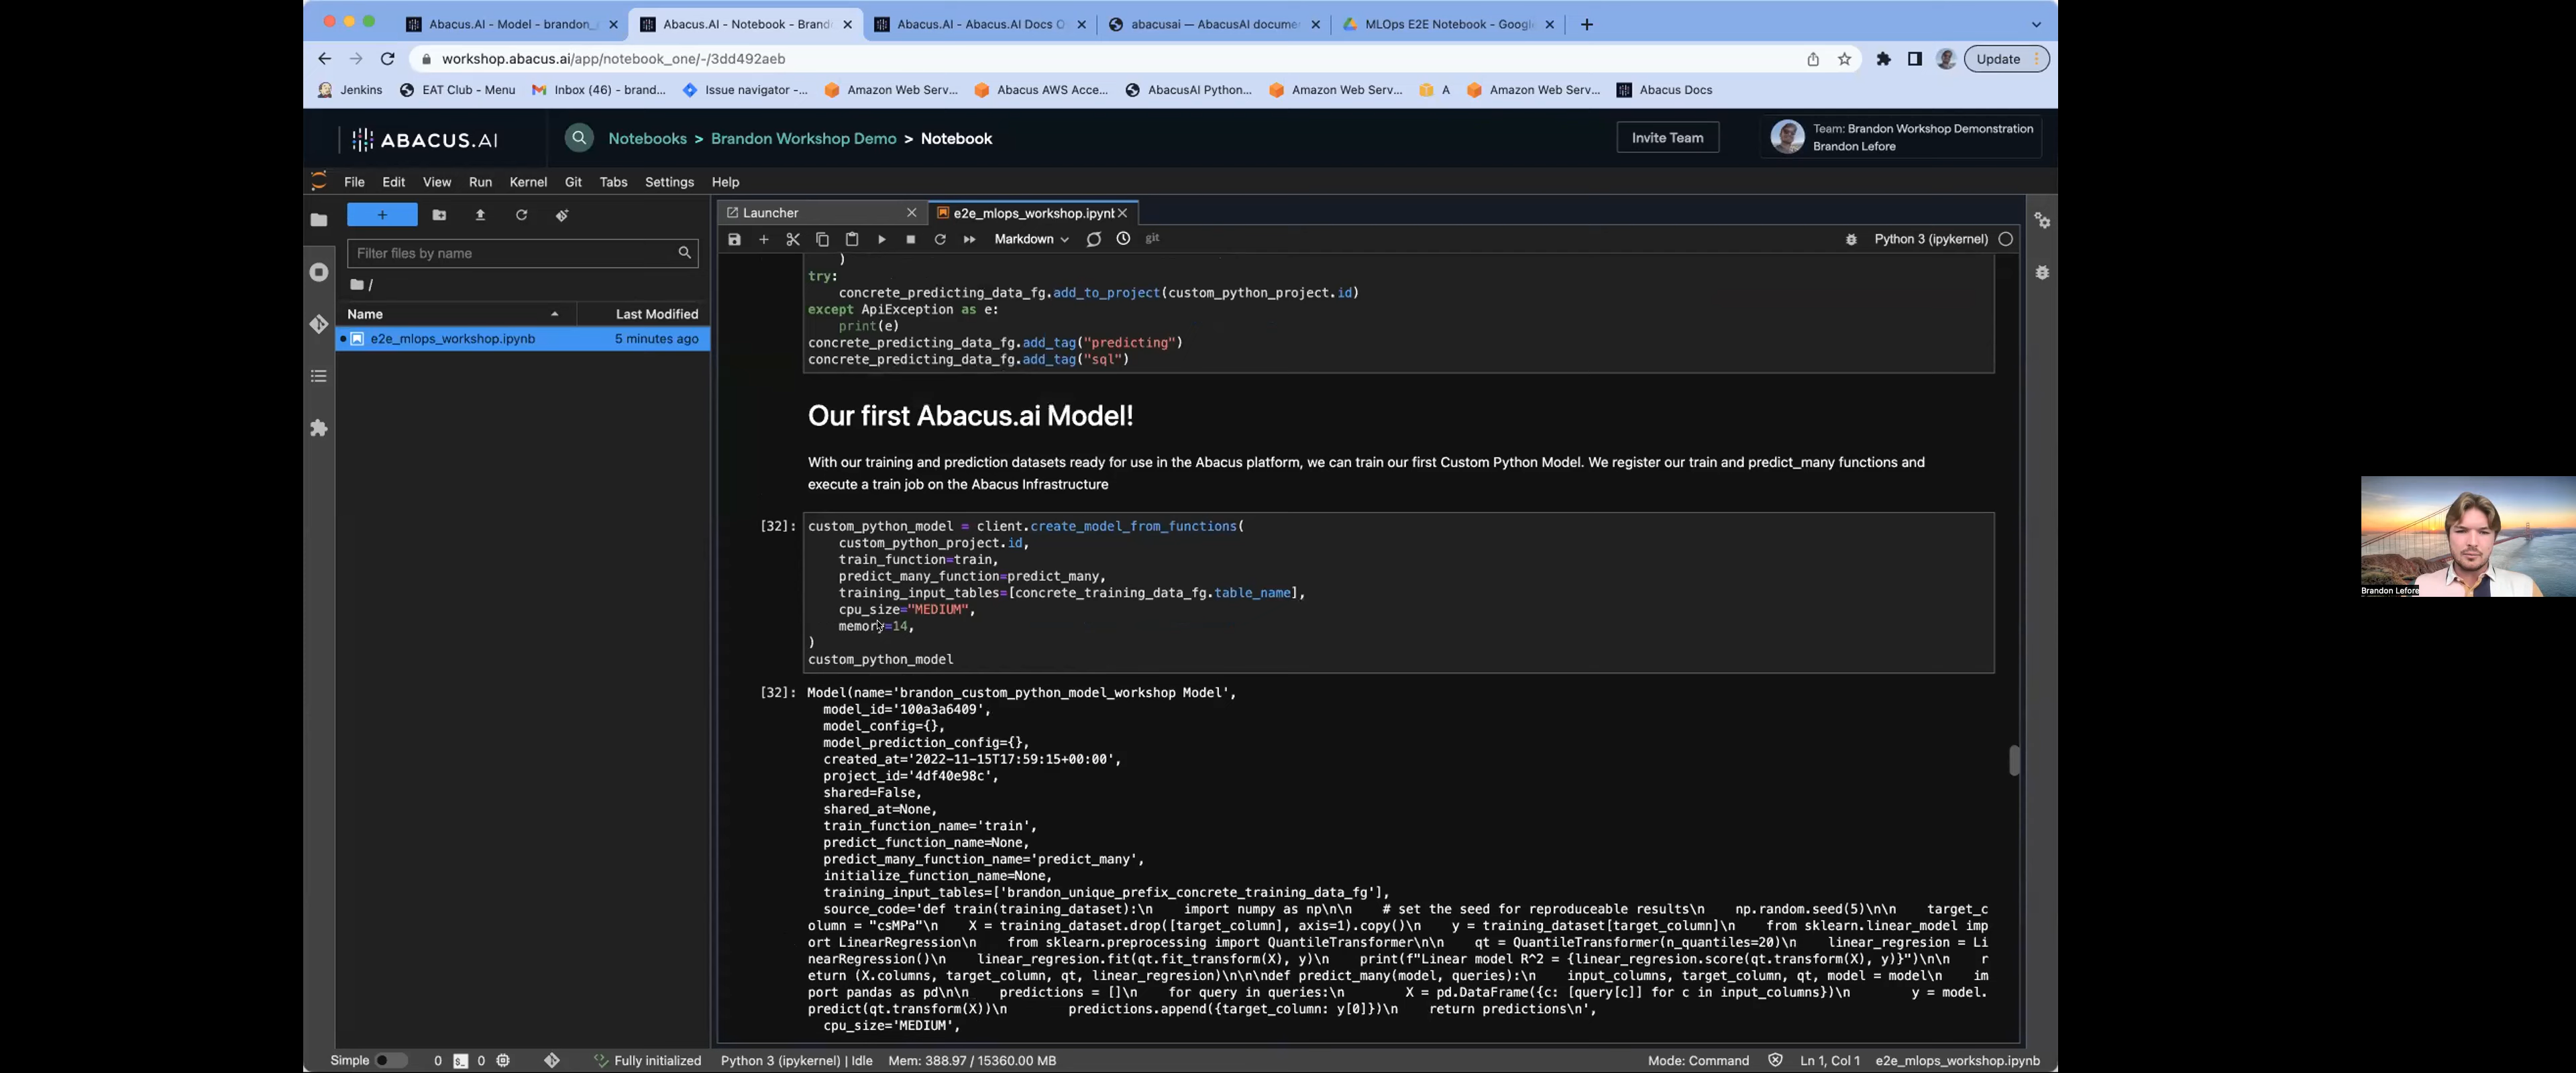 Abacus.AI - Model - brandon_
Abacus.AI - Notebook - Brand
Abacus.AI - Abacus.AI Docs O
abacusai — AbacusAI docume
MLOps E2E Notebook - Googl
workshop.abacus.ai/app/notebook_one/-/3dd492aeb
Update
Jenkins
EAT Club - Menu
Inbox (46) - brand...
Issue navigator -...
Amazon Web Serv...
Abacus AWS Acce...
AbacusAI Python...
Amazon Web Serv...
A
Amazon Web Serv...
Abacus Docs
ABACUS.AI
Notebooks > Brandon Workshop Demo > Notebook
Invite Team
Team: Brandon Workshop Demonstration
Brandon Lefore
File Edit View Run Kernel Git Tabs Settings Help
Filter files by name
/
Name Last Modified
e2e_mlops_workshop.ipynb 5 minutes ago
Launcher
e2e_mlops_workshop.ipynb
Markdown
git
Python 3 (ipykernel)
)
try:
concrete_predicting_data_fg.add_to_project(custom_python_project.id)
except ApiException as e:
print(e)
concrete_predicting_data_fg.add_tag("predicting")
concrete_predicting_data_fg.add_tag("sql")
Our first Abacus.ai Model!
With our training and prediction datasets ready for use in the Abacus platform, we can train our first Custom Python Model. We register our train and predict_many functions and
execute a train job on the Abacus Infrastructure
[32]: custom_python_model = client.create_model_from_functions(
custom_python_project.id,
train_function=train,
predict_many_function=predict_many,
training_input_tables=[concrete_training_data_fg.table_name],
cpu_size="MEDIUM",
memory=14,
)
custom_python_model
[32]: Model(name='brandon_custom_python_model_workshop Model',
model_id='100a3a6409',
model_config={},
model_prediction_config={},
created_at='2022-11-15T17:59:15+00:00',
project_id='4df40e98c',
shared=False,
shared_at=None,
train_function_name='train',
predict_function_name=None,
predict_many_function_name='predict_many',
initialize_function_name=None,
training_input_tables=['brandon_unique_prefix_concrete_training_data_fg'],
source_code='def train(training_dataset):\n    import numpy as np\n\n    # set the seed for reproduceable results\n    np.random.seed(5)\n\n    target_c
olumn = "csMPa"\n    X = training_dataset.drop([target_column], axis=1).copy()\n    y = training_dataset[target_column]\n    from sklearn.linear_model imp
ort LinearRegression\n    from sklearn.preprocessing import QuantileTransformer\n\n    qt = QuantileTransformer(n_quantiles=20)\n    linear_regresion = Li
nearRegression()\n    linear_regresion.fit(qt.fit_transform(X), y)\n    print(f"Linear model R^2 = {linear_regresion.score(qt.transform(X), y)}")\n\n    r
eturn (X.columns, target_column, qt, linear_regresion)\n\n\ndef predict_many(model, queries):\n    input_columns, target_column, qt, model = model\n    im
port pandas as pd\n\n    predictions = []\n    for query in queries:\n        X = pd.DataFrame({c: [query[c]] for c in input_columns})\n        y = model.
predict(qt.transform(X))\n        predictions.append({target_column: y[0]})\n    return predictions\n',
cpu_size='MEDIUM',
Simple 0 0 Fully initialized Python 3 (ipykernel) | Idle Mem: 388.97 / 15360.00 MB Mode: Command Ln 1, Col 1 e2e_mlops_workshop.ipynb
Brandon Lefore